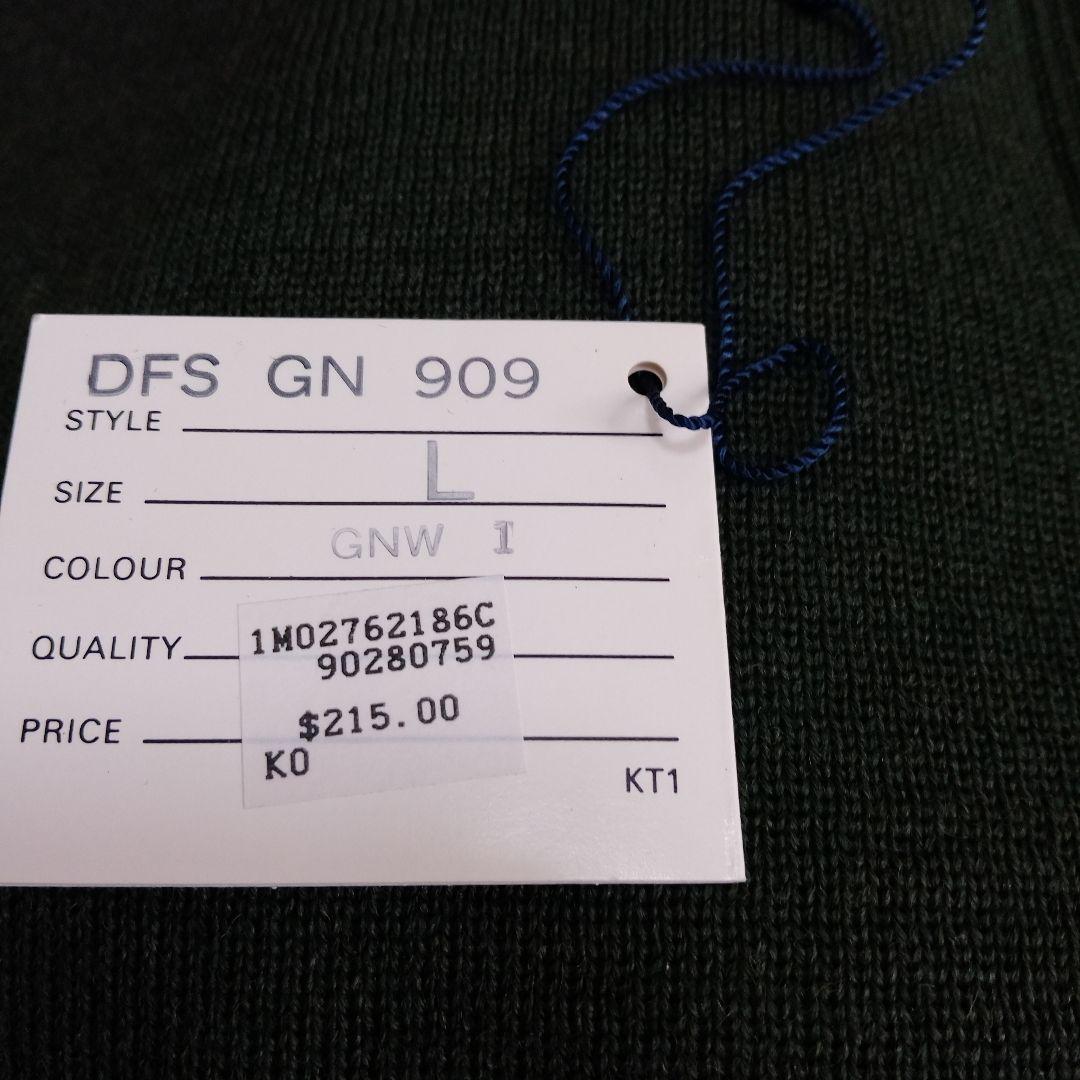 DFS GN 909
STYLE
L
SIZE
GNW 1
COLOUR
1M02762186C
QUALITY
90280759
$215.00
PRICE
K0
KT1